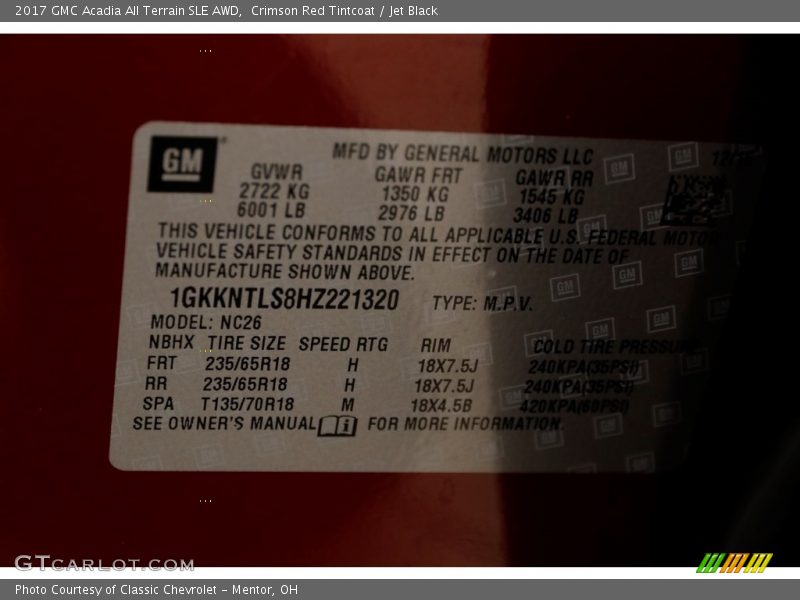 2017 GMC Acadia All Terrain SLE AWD,  Crimson Red Tintcoat / Jet Black
GM
MFD BY GENERAL MOTORS LLC
GVWR GAWR FRT GAWR RR
2722 KG 1350 KG 1545 KG
6001 LB 2976 LB 3406 LB
THIS VEHICLE CONFORMS TO ALL APPLICABLE U.S. FEDERAL MOTOR
VEHICLE SAFETY STANDARDS IN EFFECT ON THE DATE OF
MANUFACTURE SHOWN ABOVE.
1GKKNTLS8HZ221320 TYPE: M.P.V.
MODEL: NC26
NBHX TIRE SIZE SPEED RTG RIM COLD TIRE PRESSURE
FRT 235/65R18 H 18X7.5J 240KPA(35PSI)
RR 235/65R18 H 18X7.5J 240KPA(35PSI)
SPA T135/70R18 M 18X4.5B 420KPA(60PSI)
SEE OWNER'S MANUAL i FOR MORE INFORMATION.
GTCARLOT.COM
Photo Courtesy of Classic Chevrolet - Mentor, OH